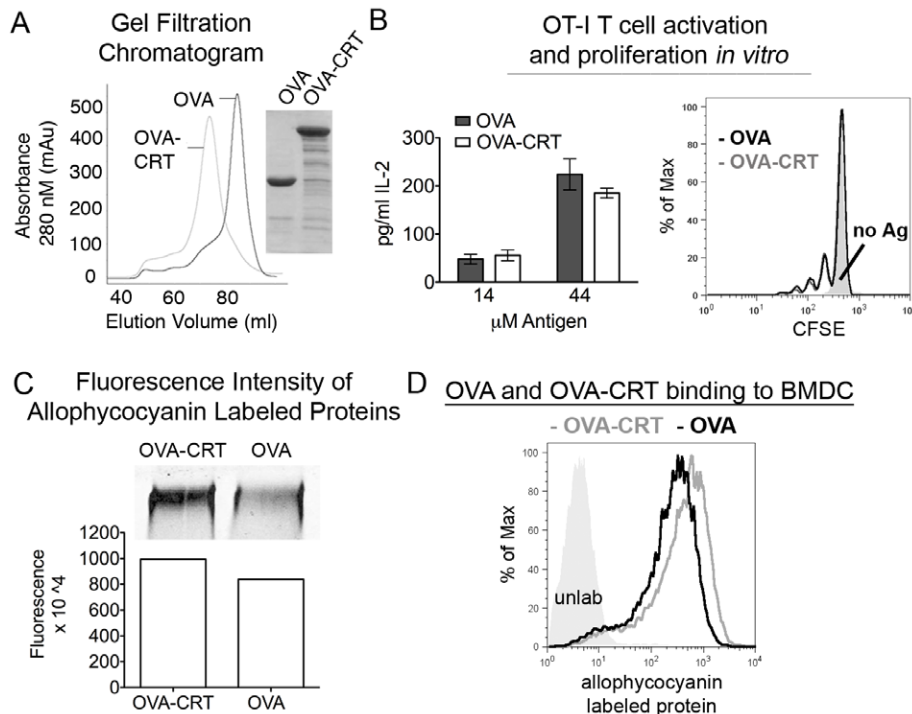 A
Gel Filtration
Chromatogram
OVA
OVA-CRT
OVA
OVA-
CRT
Absorbance
280 nM (mAu)
500
400
300
200
100
0
40 60 80
Elution Volume (ml)
B
OT-I T cell activation
and proliferation in vitro
OVA
OVA-CRT
pg/ml IL-2
300
200
100
0
14 44
µM Antigen
- OVA
- OVA-CRT
no Ag
% of Max
100
80
60
40
20
0
10^0 10^1 10^2 10^3 10^4
CFSE
C
Fluorescence Intensity of
Allophycocyanin Labeled Proteins
OVA-CRT OVA
Fluorescence
x 10 ^4
1200
1000
800
600
400
200
0
OVA-CRT OVA
D
OVA and OVA-CRT binding to BMDC
- OVA-CRT - OVA
% of Max
100
80
60
40
20
0
unlab
10^0 10^1 10^2 10^3 10^4
allophycocyanin
labeled protein